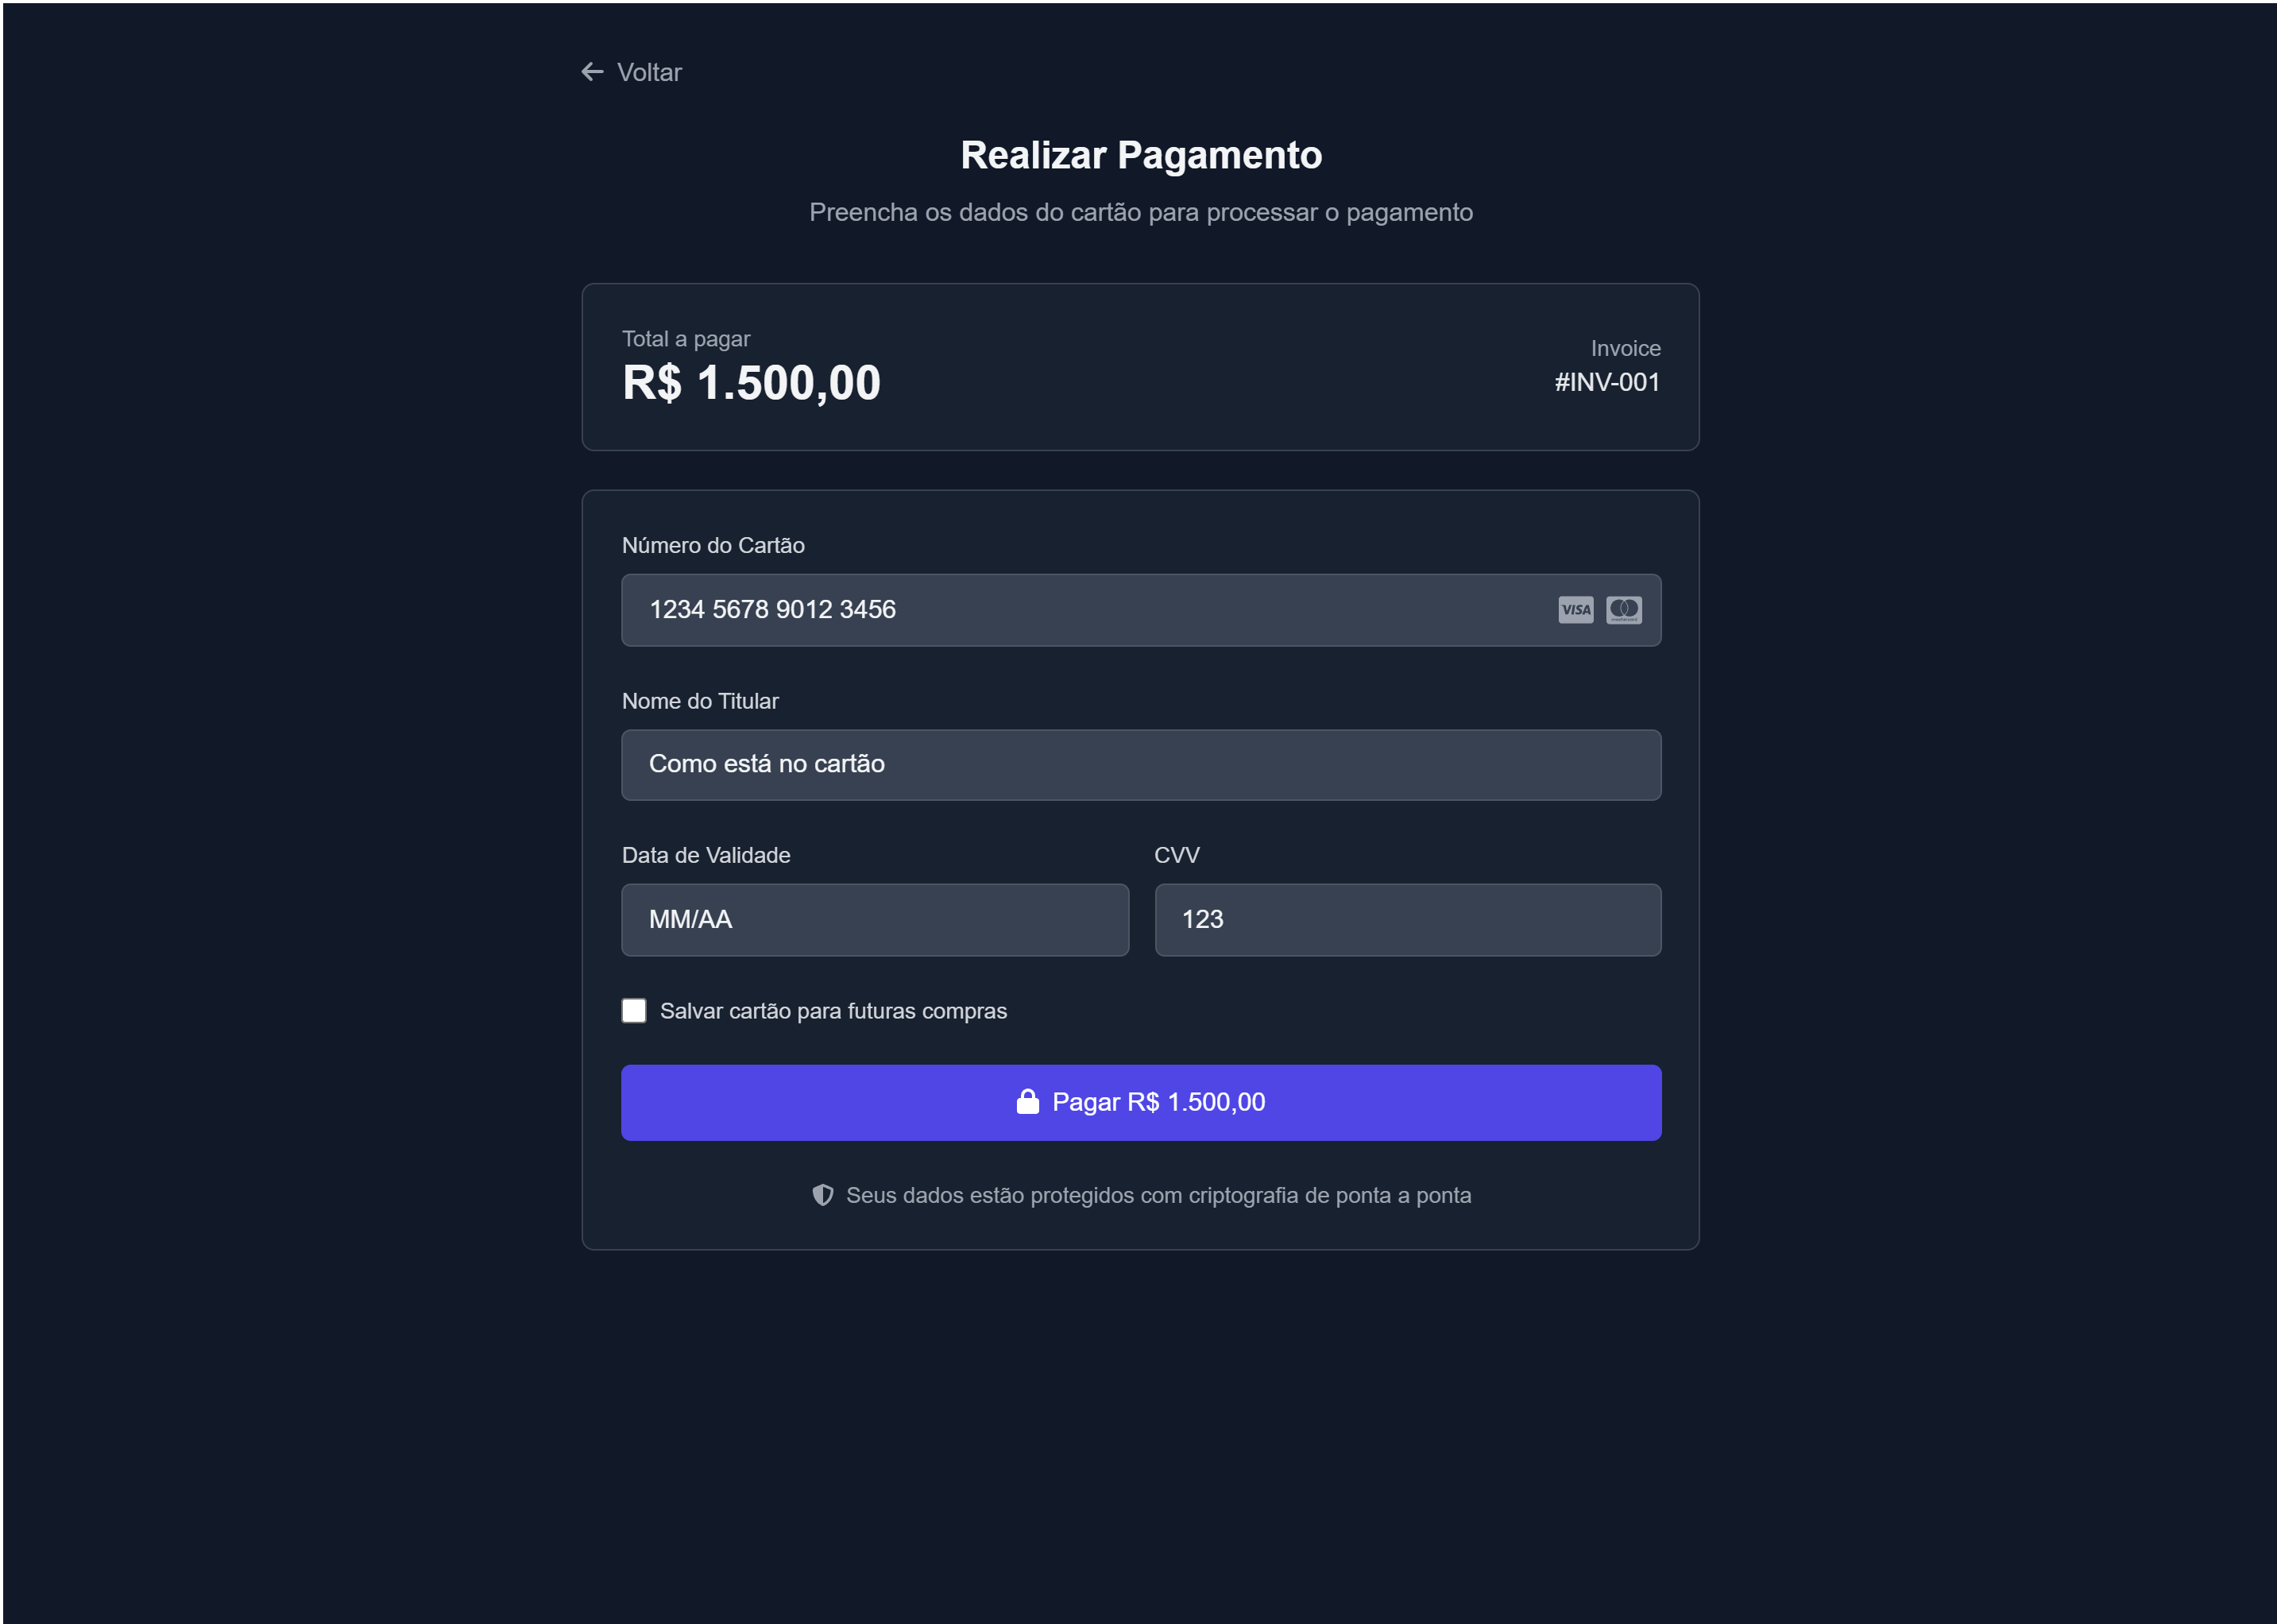 Voltar
Realizar Pagamento
Preencha os dados do cartão para processar o pagamento
Total a pagar
R$ 1.500,00
Invoice
#INV-001
Número do Cartão
1234 5678 9012 3456
VISA
Nome do Titular
Como está no cartão
Data de Validade
CVV
MM/AA
123
Salvar cartão para futuras compras
Pagar R$ 1.500,00
Seus dados estão protegidos com criptografia de ponta a ponta